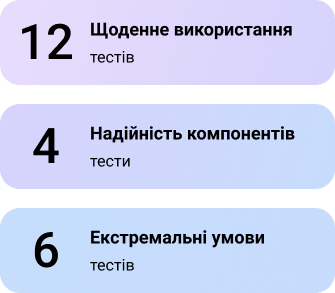 12
Щоденне використання
тестів
4
Надійність компонентів
тести
6
Екстремальні умови
тестів